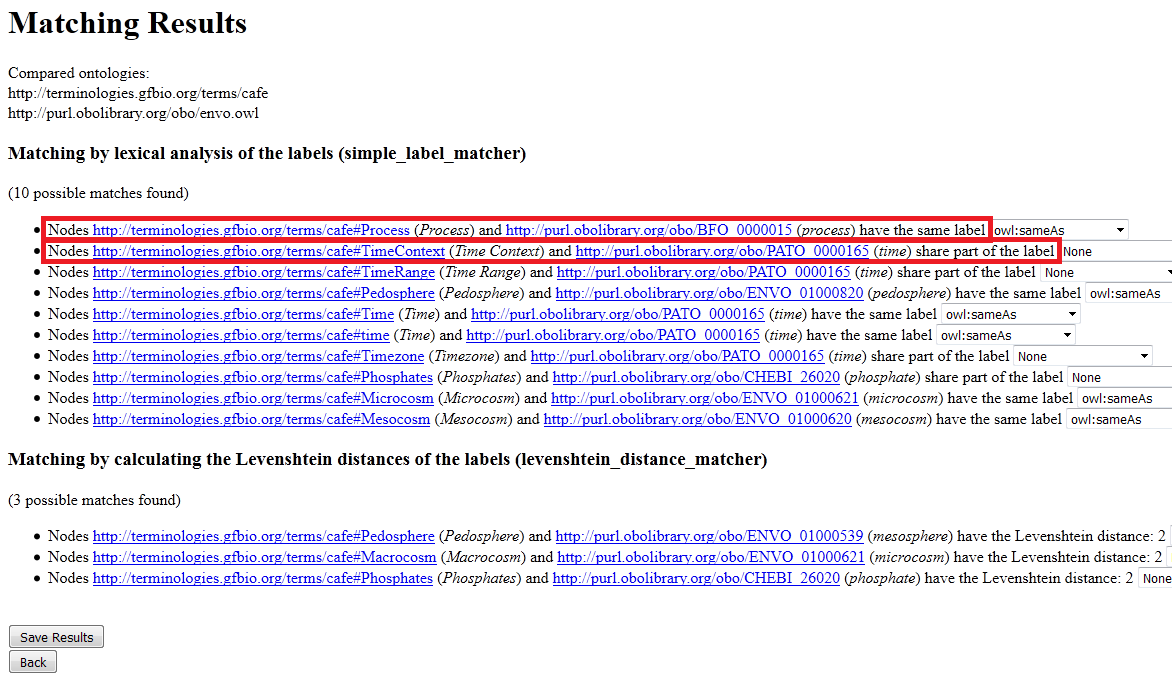 Matching Results
Compared ontologies:
http://terminologies.gfbio.org/terms/cafe
http://purl.obolibrary.org/obo/envo.owl
Matching by lexical analysis of the labels (simple_label_matcher)
(10 possible matches found)
• Nodes http://terminologies.gfbio.org/terms/cafe#Process (Process) and http://purl.obolibrary.org/obo/BFO_0000015 (process) have the same label owl:sameAs
• Nodes http://terminologies.gfbio.org/terms/cafe#TimeContext (Time Context) and http://purl.obolibrary.org/obo/PATO_0000165 (time) share part of the label None
• Nodes http://terminologies.gfbio.org/terms/cafe#TimeRange (Time Range) and http://purl.obolibrary.org/obo/PATO_0000165 (time) share part of the label None
• Nodes http://terminologies.gfbio.org/terms/cafe#Pedosphere (Pedosphere) and http://purl.obolibrary.org/obo/ENVO_01000820 (pedosphere) have the same label owl:sameAs
• Nodes http://terminologies.gfbio.org/terms/cafe#Time (Time) and http://purl.obolibrary.org/obo/PATO_0000165 (time) have the same label owl:sameAs
• Nodes http://terminologies.gfbio.org/terms/cafe#time (Time) and http://purl.obolibrary.org/obo/PATO_0000165 (time) have the same label owl:sameAs
• Nodes http://terminologies.gfbio.org/terms/cafe#Timezone (Timezone) and http://purl.obolibrary.org/obo/PATO_0000165 (time) share part of the label None
• Nodes http://terminologies.gfbio.org/terms/cafe#Phosphates (Phosphates) and http://purl.obolibrary.org/obo/CHEBI_26020 (phosphate) share part of the label None
• Nodes http://terminologies.gfbio.org/terms/cafe#Microcosm (Microcosm) and http://purl.obolibrary.org/obo/ENVO_01000621 (microcosm) have the same label owl:sameAs
• Nodes http://terminologies.gfbio.org/terms/cafe#Mesocosm (Mesocosm) and http://purl.obolibrary.org/obo/ENVO_01000620 (mesocosm) have the same label owl:sameAs
Matching by calculating the Levenshtein distances of the labels (levenshtein_distance_matcher)
(3 possible matches found)
• Nodes http://terminologies.gfbio.org/terms/cafe#Pedosphere (Pedosphere) and http://purl.obolibrary.org/obo/ENVO_01000539 (mesosphere) have the Levenshtein distance: 2
• Nodes http://terminologies.gfbio.org/terms/cafe#Macrocosm (Macrocosm) and http://purl.obolibrary.org/obo/ENVO_01000621 (microcosm) have the Levenshtein distance: 2
• Nodes http://terminologies.gfbio.org/terms/cafe#Phosphates (Phosphates) and http://purl.obolibrary.org/obo/CHEBI_26020 (phosphate) have the Levenshtein distance: 2 None
Save Results
Back